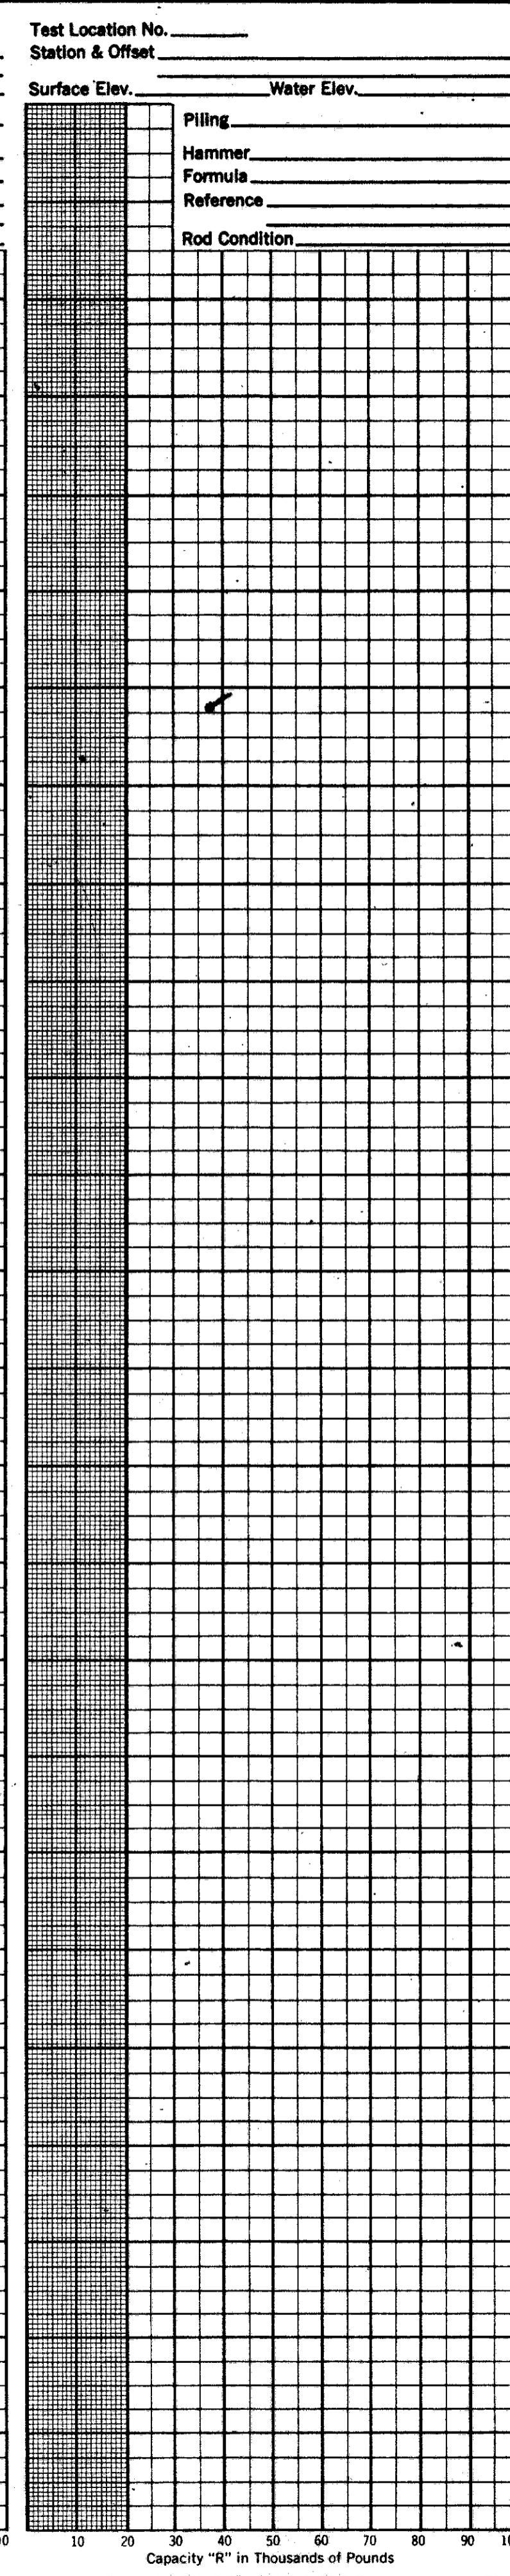 Test Location No.
Station & Offset
Surface Elev. Water Elev.
Piling
Hammer
Formula
Reference
Rod Condition
10 20 30 40 50 60 70 80 90
Capacity "R" in Thousands of Pounds